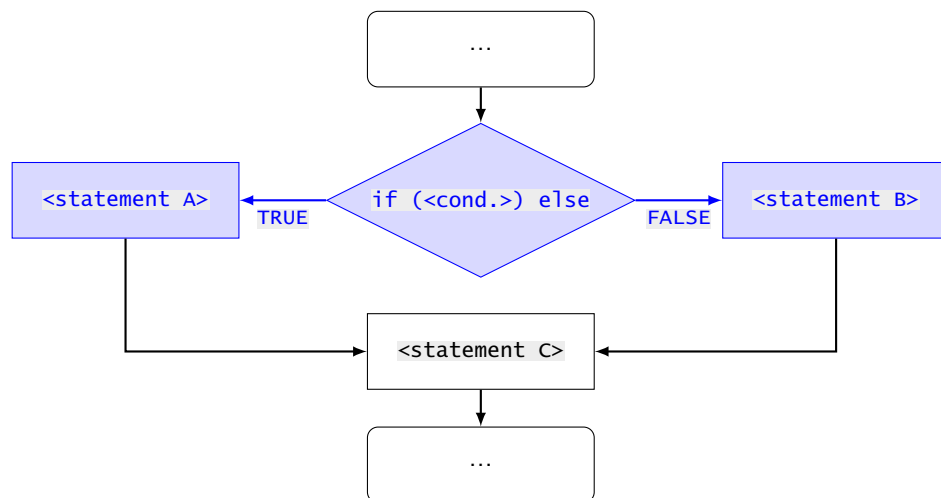 ...
if (<cond.>) else
<statement A>
TRUE
FALSE
<statement B>
<statement C>
...